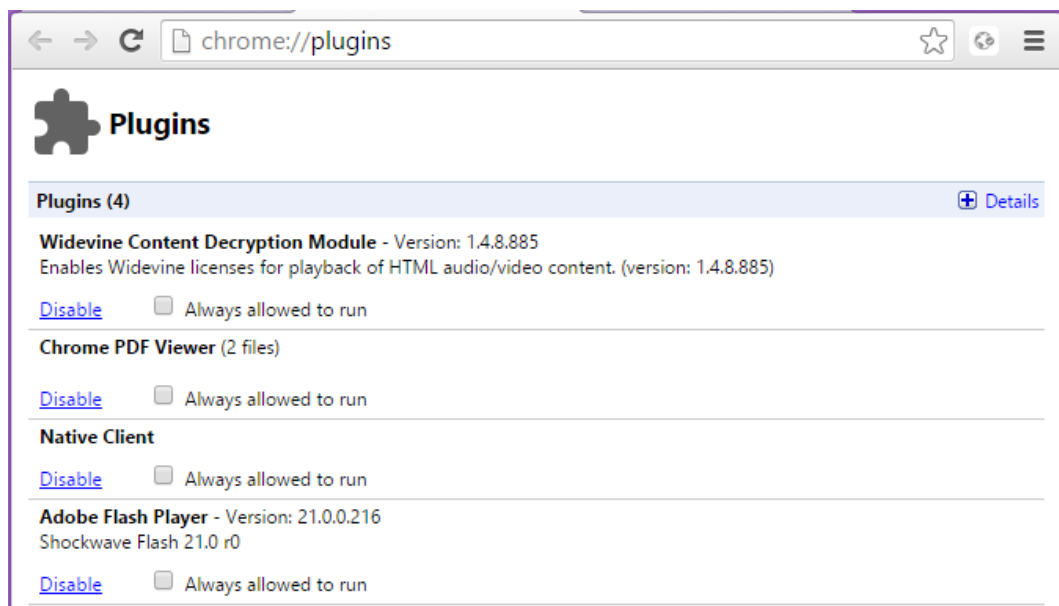 chrome://plugins
Plugins
Plugins (4) Details
Widevine Content Decryption Module - Version: 1.4.8.885
Enables Widevine licenses for playback of HTML audio/video content. (version: 1.4.8.885)
Disable Always allowed to run
Chrome PDF Viewer (2 files)
Disable Always allowed to run
Native Client
Disable Always allowed to run
Adobe Flash Player - Version: 21.0.0.216
Shockwave Flash 21.0 r0
Disable Always allowed to run